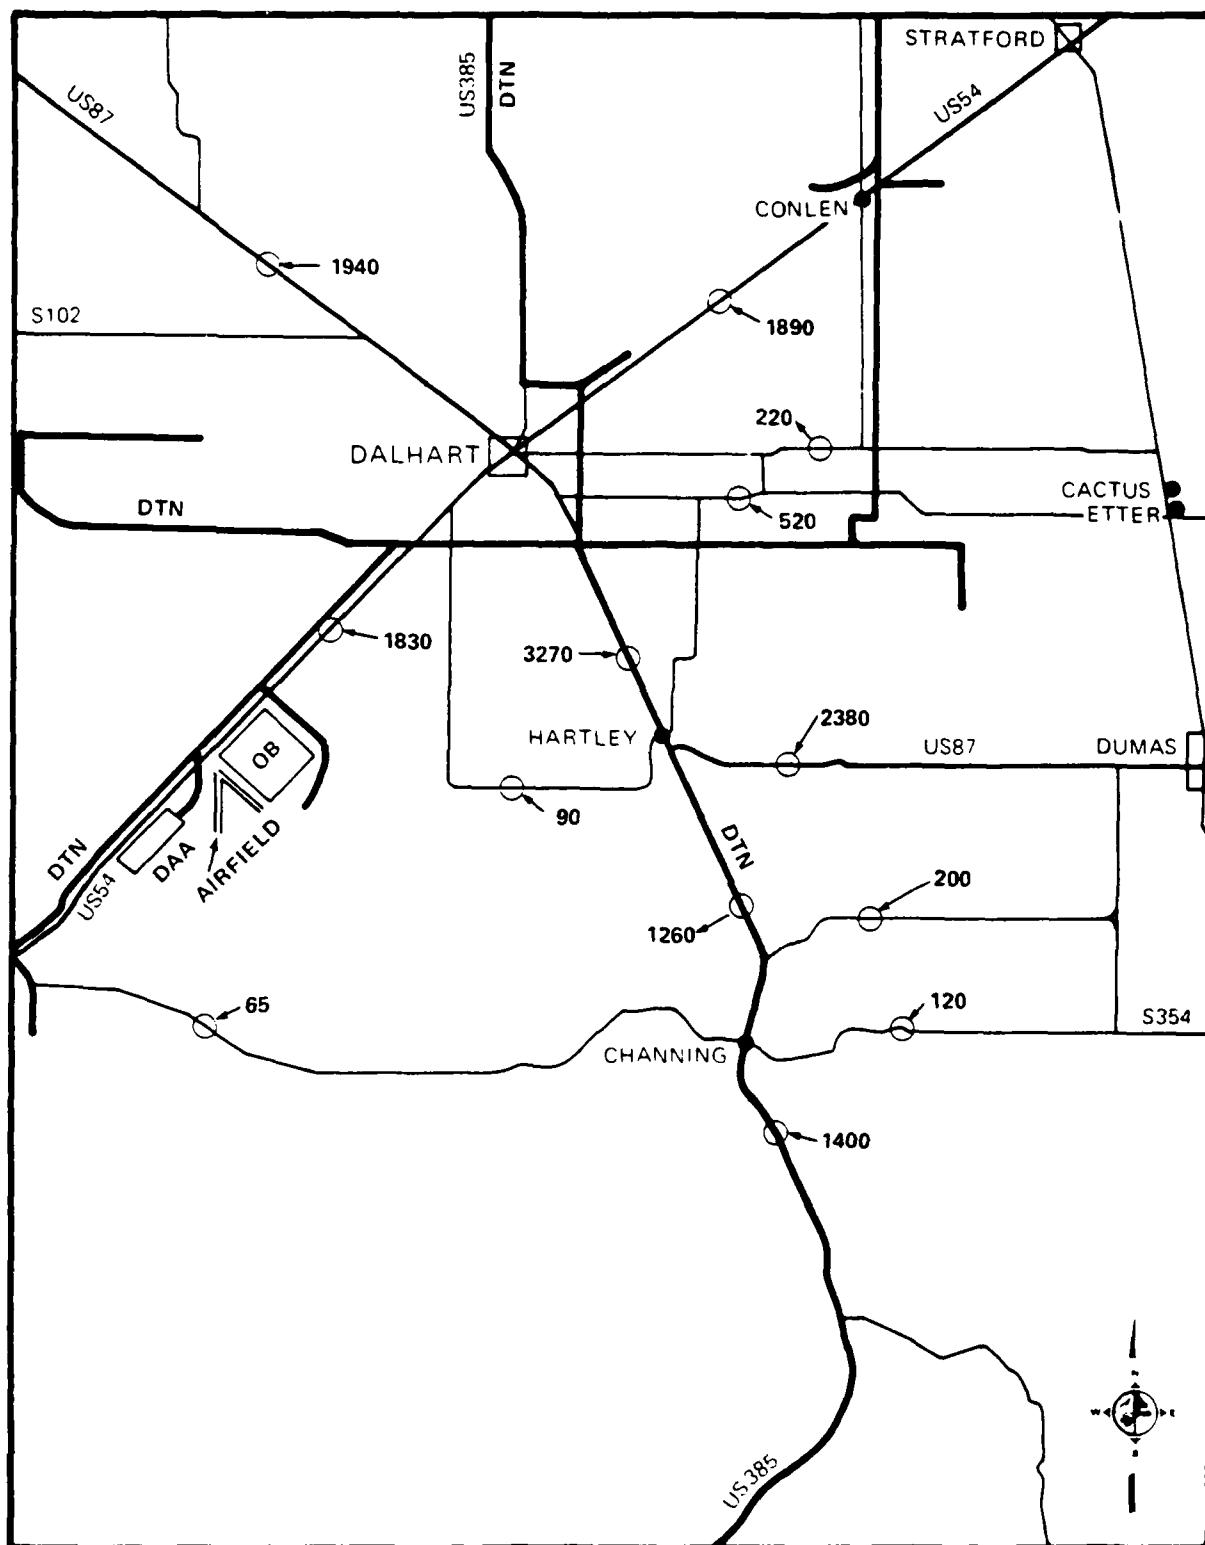 STRATFORD
US87
US385
DTN
US54
CONLEN
1940
S102
1890
220
DALHART
CACTUS
ETTER
DTN
520
1830
3270
HARTLEY
2380
US87
DUMAS
OB
90
DTN
DTN
US54
DAA
AIRFIELD
200
1260
65
120
S354
CHANNING
1400
US385
N
W
E
S